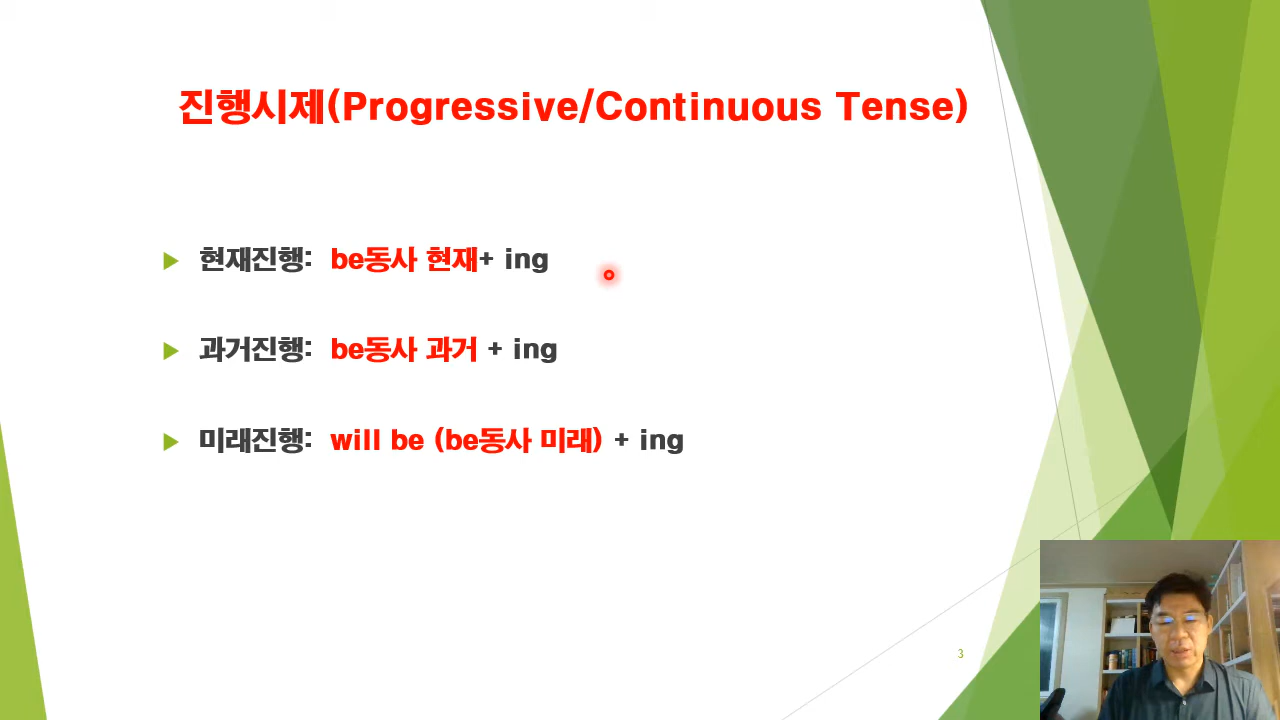 진행시제(Progressive/Continuous Tense)
현재진행: be동사 현재+ ing
과거진행: be동사 과거 + ing
미래진행: will be (be동사 미래) + ing
3